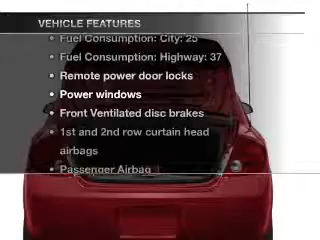 VEHICLE FEATURES
• Fuel Consumption: City: 25
• Fuel Consumption: Highway: 37
• Remote power door locks
• Power windows
• Front Ventilated disc brakes
• 1st and 2nd row curtain head
airbags
• Passenger Airbag